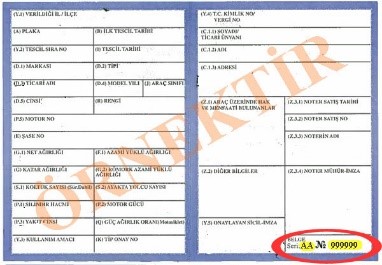 (Y.1) VERİLDİĞİ İL / İLÇE
(A) PLAKA
(B) İLK TESCİL TARİHİ
(Y.2) TESCİL SIRA NO
(I) TESCİL TARİHİ
(D.1) MARKASI
(D.2) TİPİ
(D.3) TİCARİ ADI
(D.4) MODEL YILI
(J) ARAÇ SINIFI
(D.5) CİNSİ
(R) RENGİ
(P.5) MOTOR NO
(E) ŞASE NO
(G.1) NET AĞIRLIĞI
(F.1) AZAMİ YÜKLÜ AĞIRLIĞI
(G) KATAR AĞIRLIĞI
RÖMORK AZAMİ YÜKLÜ AĞIRLIĞI
(S.1) KOLTUK SAYISI
(S.2) AYAKTA YOLCU SAYISI
(P.1) SİLİNDİR HACMİ
(P.2) MOTOR GÜCÜ
(P.3) YAKIT CİNSİ
(Q) GÜÇ AĞIRLIK ORANI
(Y.3) KULLANIM AMACI
(K) TİP ONAY NO
(Y.4) T.C. KİMLİK NO/
VERGİ NO
(C.1.1) SOYADI/
TİCARİ ÜNVANI
(C.1.2) ADI
(C.1.3) ADRESİ
(Z.1) ARAÇ ÜZERİNDE HAK
VE MENFAATİ BULUNANLAR
(Z.3.1) NOTER SATIŞ TARİHİ
(Z.3.2) NOTER SATIŞ NO
(Z.3.3) NOTERİN ADI
(Z.2) DİĞER BİLGİLER
(Z.3.4) NOTER MÜHÜR-İMZA
(Y.5) ONAYLAYAN SİCİL-İMZA
BELGE
Seri AA № 999999
ÖRNEKTİR